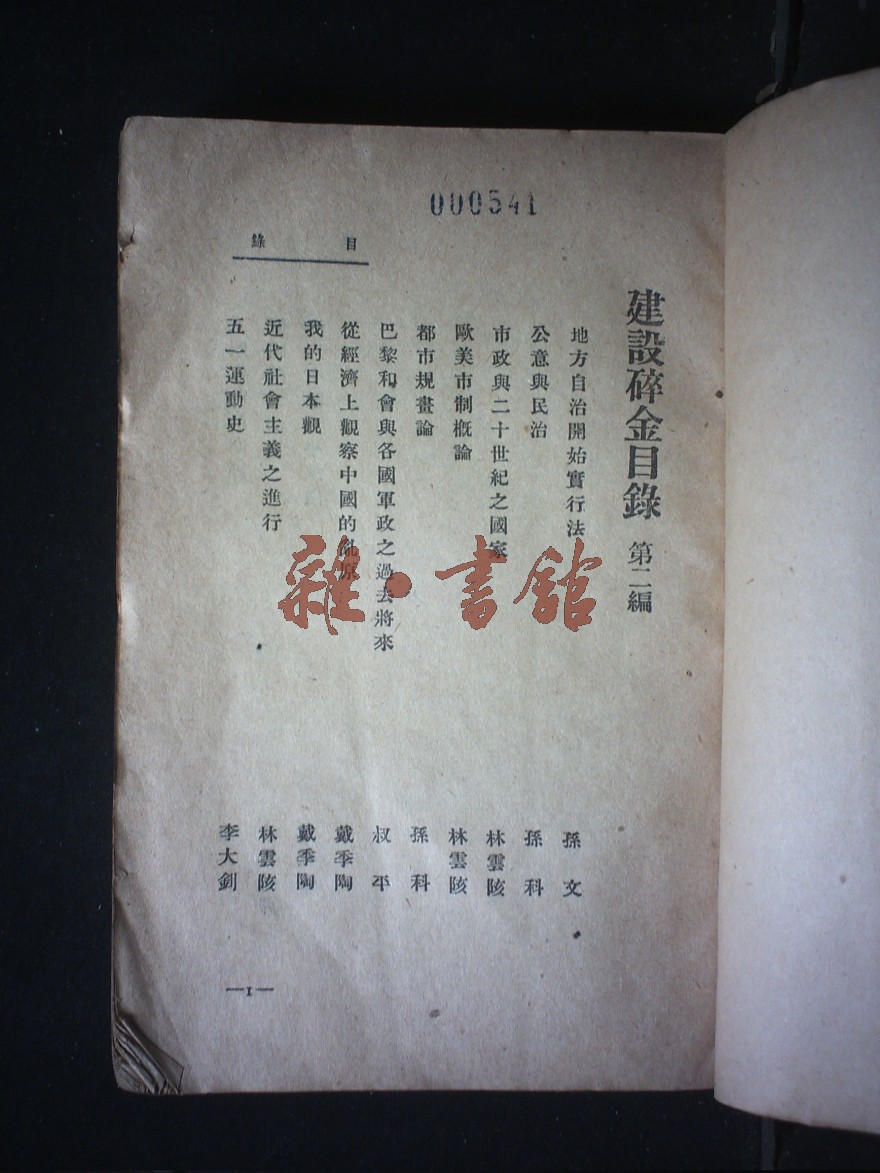 000541
目錄
建設碎金目錄 第二編
地方自治開始實行法 孫文
公意與民治 孫科
市政與二十世紀之國家 林雲陔
歐美市制概論 林雲陔
都市規畫論 孫科
巴黎和會與各國軍政之過去將來 叔平
從經濟上觀察中國的亂原 戴季陶
我的日本觀 戴季陶
近代社會主義之進行 林雲陔
五一運動史 李大釗
—1—
雜·書館